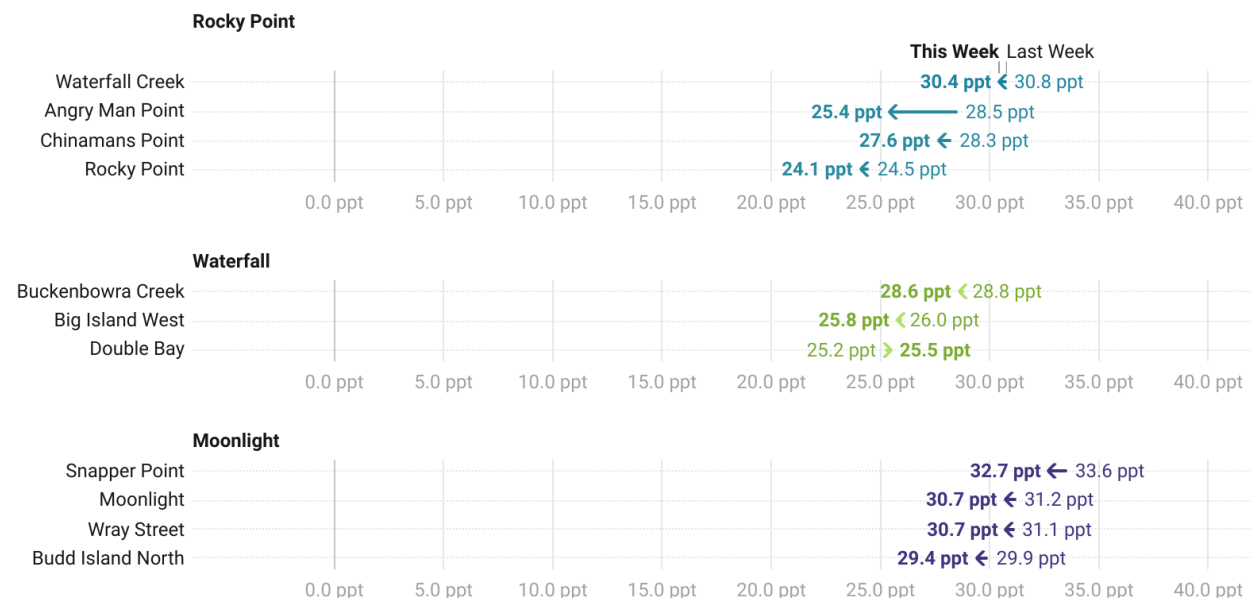 Rocky Point
This Week Last Week
Waterfall Creek 30.4 ppt 30.8 ppt
Angry Man Point 25.4 ppt 28.5 ppt
Chinamans Point 27.6 ppt 28.3 ppt
Rocky Point 24.1 ppt 24.5 ppt
0.0 ppt 5.0 ppt 10.0 ppt 15.0 ppt 20.0 ppt 25.0 ppt 30.0 ppt 35.0 ppt 40.0 ppt
Waterfall
Buckenbowra Creek 28.6 ppt 28.8 ppt
Big Island West 25.8 ppt 26.0 ppt
Double Bay 25.2 ppt 25.5 ppt
0.0 ppt 5.0 ppt 10.0 ppt 15.0 ppt 20.0 ppt 25.0 ppt 30.0 ppt 35.0 ppt 40.0 ppt
Moonlight
Snapper Point 32.7 ppt 33.6 ppt
Moonlight 30.7 ppt 31.2 ppt
Wray Street 30.7 ppt 31.1 ppt
Budd Island North 29.4 ppt 29.9 ppt
0.0 ppt 5.0 ppt 10.0 ppt 15.0 ppt 20.0 ppt 25.0 ppt 30.0 ppt 35.0 ppt 40.0 ppt